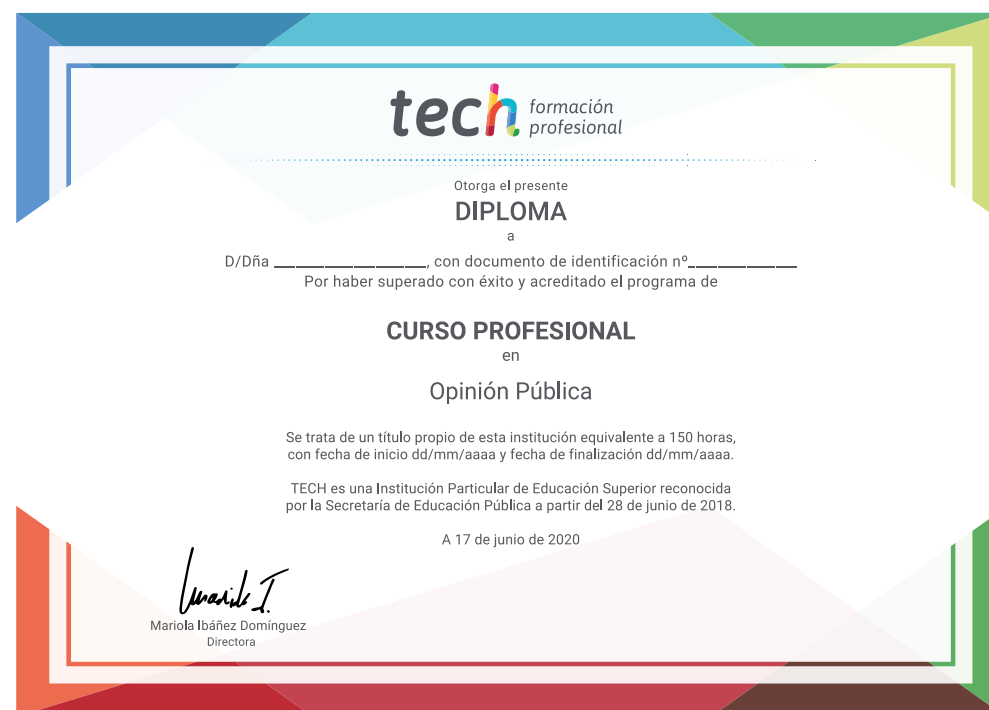 tech formación
profesional
Otorga el presente
DIPLOMA
a
D/Dña ______________, con documento de identificación nº__________
Por haber superado con éxito y acreditado el programa de
CURSO PROFESIONAL
en
Opinión Pública
Se trata de un título propio de esta institución equivalente a 150 horas,
con fecha de inicio dd/mm/aaaa y fecha de finalización dd/mm/aaaa.
TECH es una Institución Particular de Educación Superior reconocida
por la Secretaría de Educación Pública a partir del 28 de junio de 2018.
A 17 de junio de 2020
Mariola Ibáñez Domínguez
Directora